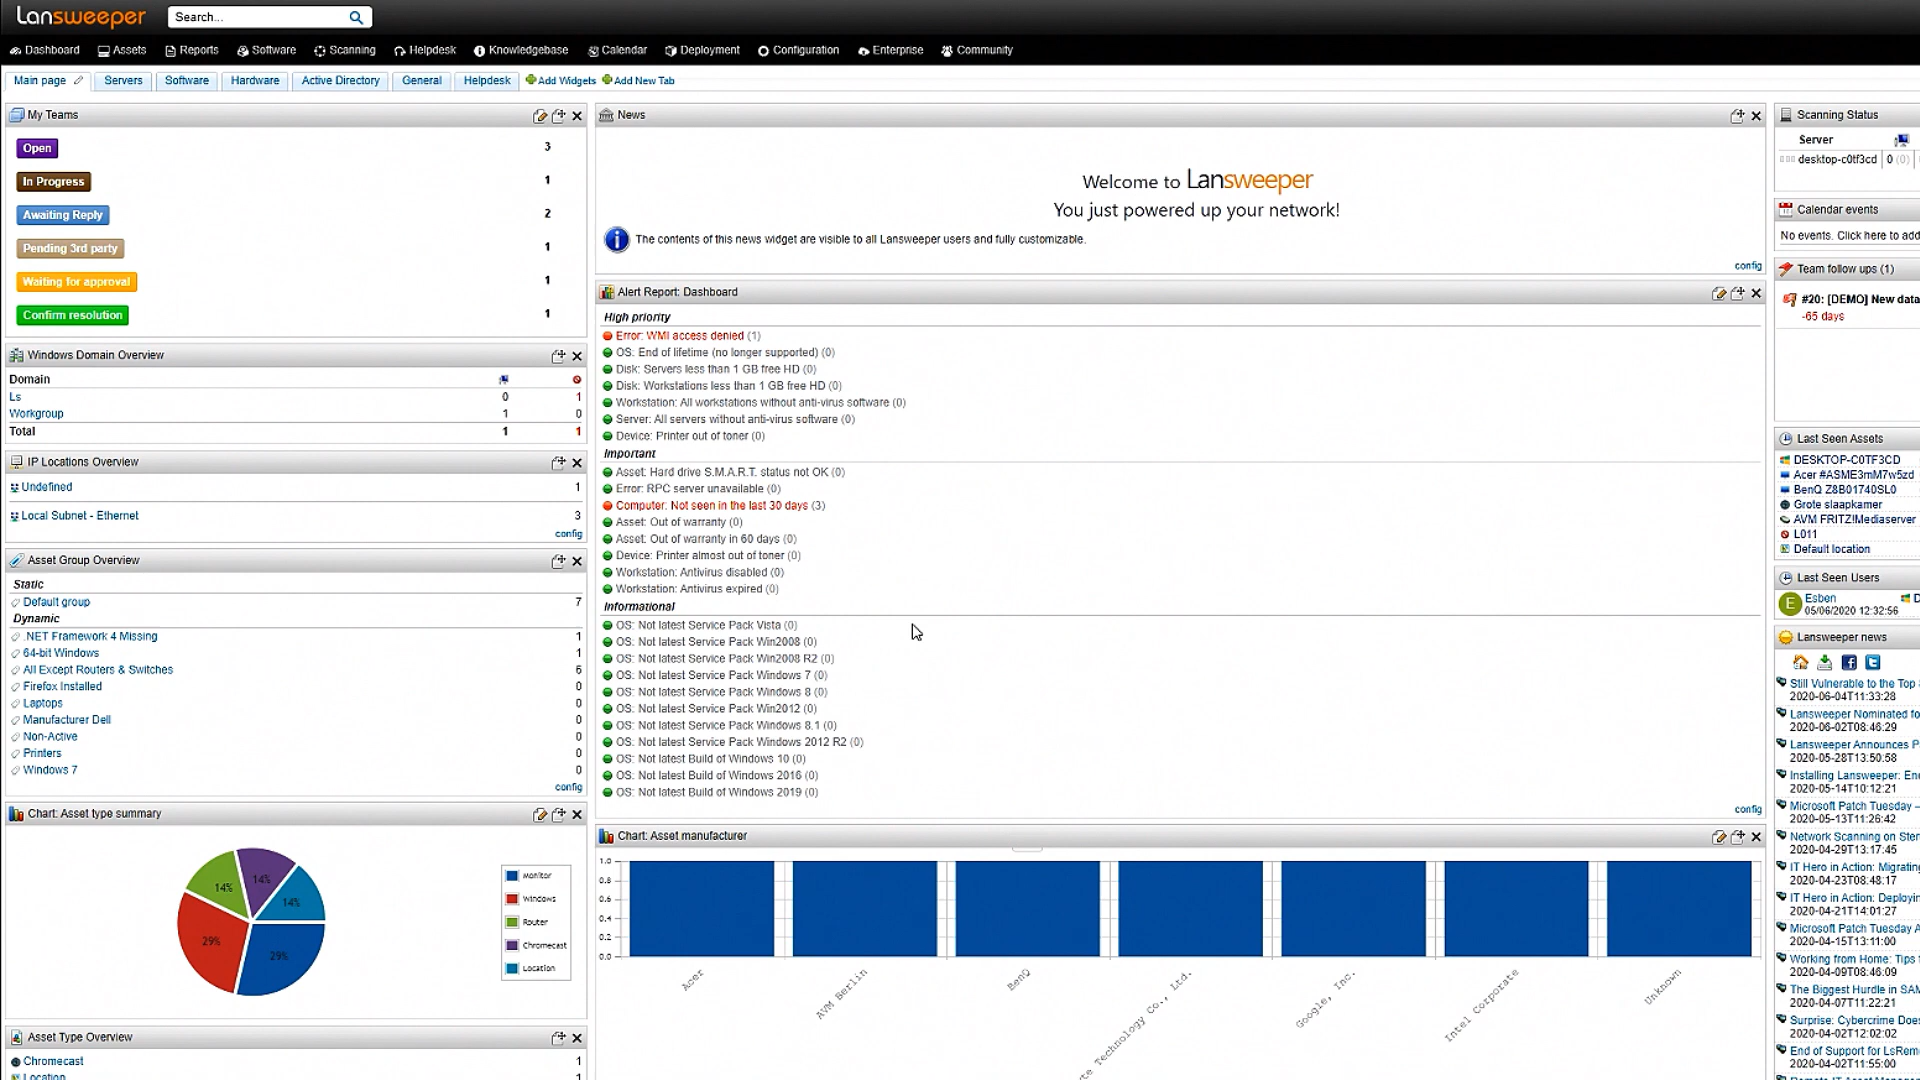 Lansweeper
Search...
Dashboard Assets Reports Software Scanning Helpdesk Knowledgebase Calendar Deployment Configuration Enterprise Community
Main page Servers Software Hardware Active Directory General Helpdesk Add Widgets Add New Tab
My Teams
Open 3
In Progress 1
Awaiting Reply 2
Pending 3rd party 1
Waiting for approval 1
Confirm resolution 1
Windows Domain Overview
Domain
Ls 0 1
Workgroup 1 0
Total 1 1
IP Locations Overview
Undefined 1
Local Subnet - Ethernet 3
config
Asset Group Overview
Static
Default group 7
Dynamic
.NET Framework 4 Missing 1
64-bit Windows 1
All Except Routers & Switches 6
Firefox Installed 0
Laptops 0
Manufacturer Dell 0
Non-Active 0
Printers 0
Windows 7 0
config
Chart: Asset type summary
14%
14%
14%
29%
29%
Monitor
Windows
Router
Chromecast
Location
Asset Type Overview
Chromecast 1
Location 1
News
Welcome to Lansweeper
You just powered up your network!
The contents of this news widget are visible to all Lansweeper users and fully customizable.
config
Alert Report: Dashboard
High priority
Error: WMI access denied (1)
OS: End of lifetime (no longer supported) (0)
Disk: Servers less than 1 GB free HD (0)
Disk: Workstations less than 1 GB free HD (0)
Workstation: All workstations without anti-virus software (0)
Server: All servers without anti-virus software (0)
Device: Printer out of toner (0)
Important
Asset: Hard drive S.M.A.R.T. status not OK (0)
Error: RPC server unavailable (0)
Computer: Not seen in the last 30 days (3)
Asset: Out of warranty (0)
Asset: Out of warranty in 60 days (0)
Device: Printer almost out of toner (0)
Workstation: Antivirus disabled (0)
Workstation: Antivirus expired (0)
Informational
OS: Not latest Service Pack Vista (0)
OS: Not latest Service Pack Win2008 (0)
OS: Not latest Service Pack Win2008 R2 (0)
OS: Not latest Service Pack Windows 7 (0)
OS: Not latest Service Pack Windows 8 (0)
OS: Not latest Service Pack Win2012 (0)
OS: Not latest Service Pack Windows 8.1 (0)
OS: Not latest Service Pack Windows 2012 R2 (0)
OS: Not latest Build of Windows 10 (0)
OS: Not latest Build of Windows 2016 (0)
OS: Not latest Build of Windows 2019 (0)
config
Chart: Asset manufacturer
1.0
0.8
0.6
0.4
0.2
0.0
Acer
AVM Berlin
BenQ
Technology Co., Ltd.
Google, Inc.
Intel Corporate
Unknown
Scanning Status
Server
desktop-c0tf3cd 0 (0)
Calendar events
No events. Click here to add
Team follow ups (1)
#20: [DEMO] New data
-65 days
Last Seen Assets
DESKTOP-C0TF3CD
Acer #ASME3mM7w5zd
BenQ Z8B01740SL0
Grote slaapkamer
AVM FRITZ!Mediaserver
L011
Default location
Last Seen Users
E
Esben D
05/06/2020 12:32:56
Lansweeper news
Still Vulnerable to the Top
2020-06-04T11:33:28
Lansweeper Nominated fo
2020-06-02T08:46:29
Lansweeper Announces P
2020-05-28T13:50:58
Installing Lansweeper: En
2020-05-14T10:12:21
Microsoft Patch Tuesday –
2020-05-13T11:26:42
Network Scanning on Ster
2020-04-29T13:17:45
IT Hero in Action: Migrating
2020-04-23T08:48:17
IT Hero in Action: Deployin
2020-04-21T14:01:27
Microsoft Patch Tuesday A
2020-04-15T13:11:00
Working from Home: Tips f
2020-04-09T08:46:09
The Biggest Hurdle in SAM
2020-04-07T11:22:21
Surprise: Cybercrime Does
2020-04-02T12:02:02
End of Support for LsRem
2020-04-02T11:55:00